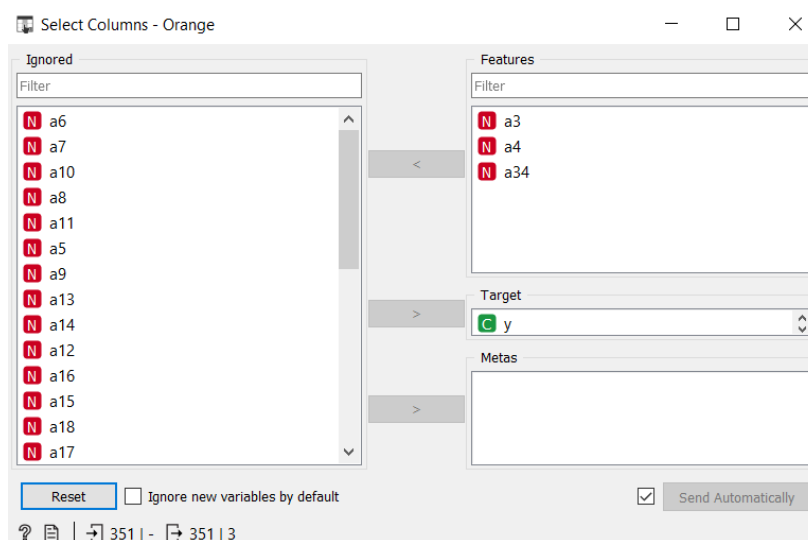 Select Columns - Orange
Ignored
Filter
N a6
N a7
N a10
N a8
N a11
N a5
N a9
N a13
N a14
N a12
N a16
N a15
N a18
N a17
<
>
>
Features
Filter
N a3
N a4
N a34
Target
C y
Metas
Reset
Ignore new variables by default
Send Automatically
? 351 | - 351 | 3